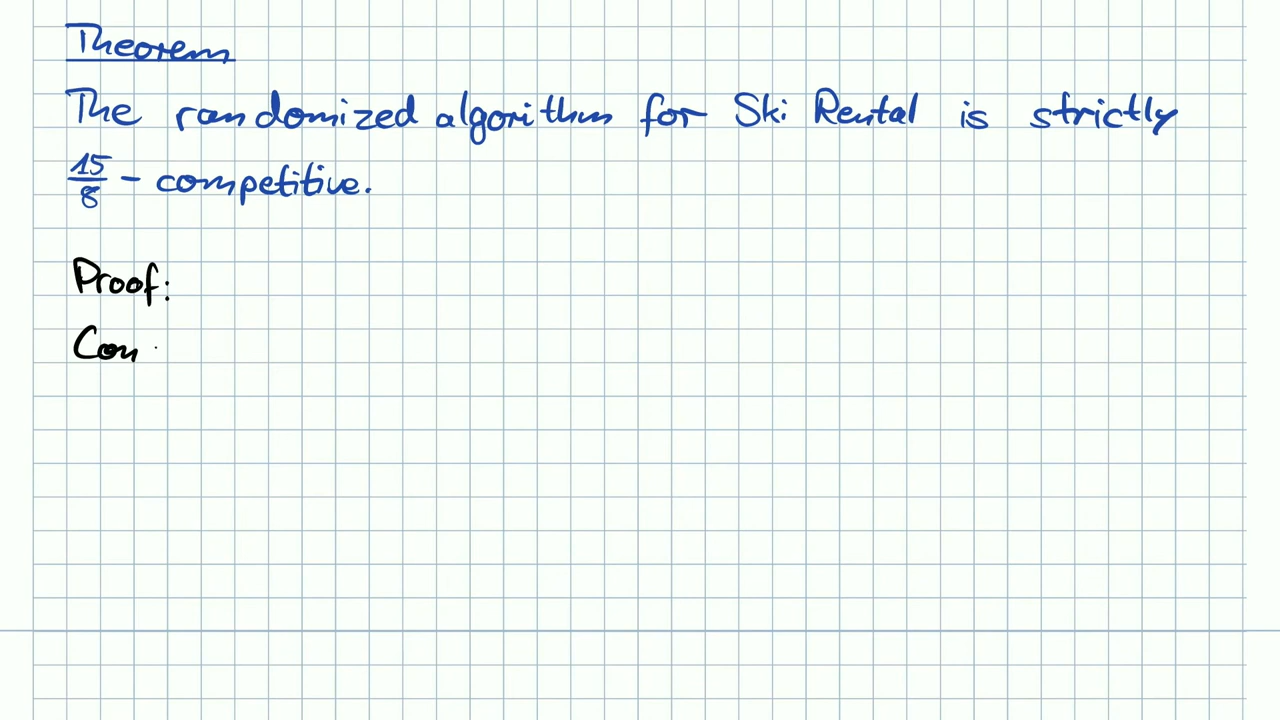 Theorem
The randomized algorithm for Ski Rental is strictly
15/8 - competitive.
Proof:
Con